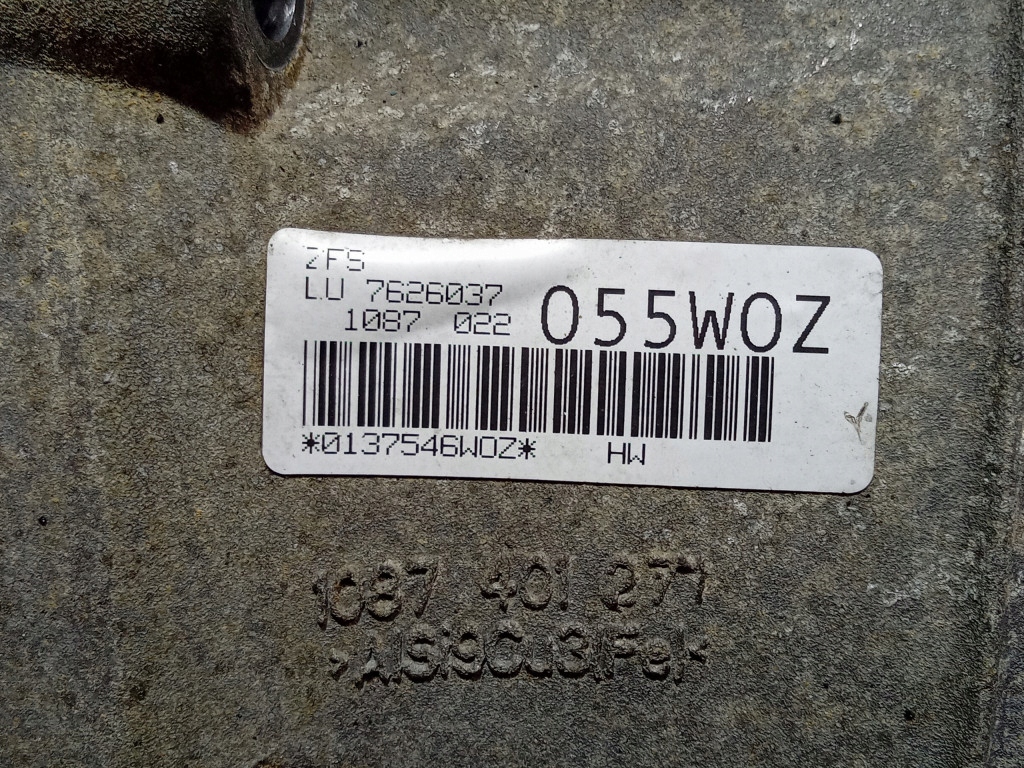 ZFS
LU 7626037
1087 022
055WOZ
*0137546WOZ*
HW
1087 401 277
>AlSi9Cu3(Fe)<